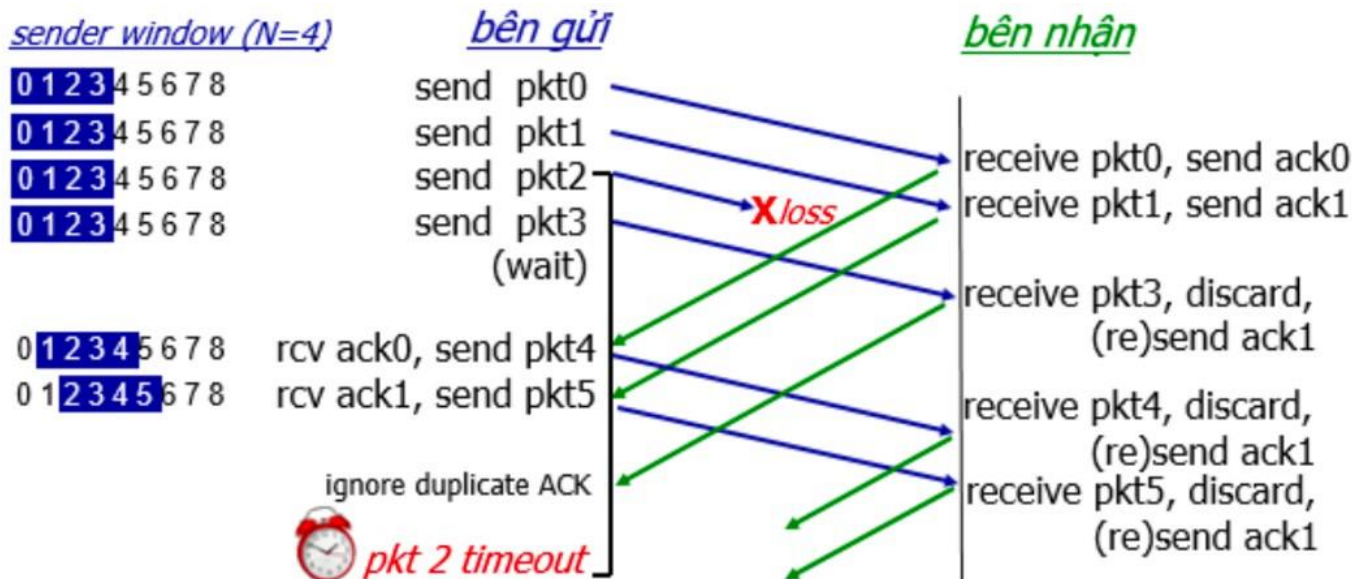 sender window (N=4)
bên gửi
bên nhận
0 1 2 3 4 5 6 7 8
send pkt0
0 1 2 3 4 5 6 7 8
send pkt1
0 1 2 3 4 5 6 7 8
send pkt2
0 1 2 3 4 5 6 7 8
send pkt3
(wait)
X loss
receive pkt0, send ack0
receive pkt1, send ack1
receive pkt3, discard,
(re)send ack1
0 1 2 3 4 5 6 7 8
rcv ack0, send pkt4
0 1 2 3 4 5 6 7 8
rcv ack1, send pkt5
receive pkt4, discard,
(re)send ack1
receive pkt5, discard,
(re)send ack1
ignore duplicate ACK
pkt 2 timeout